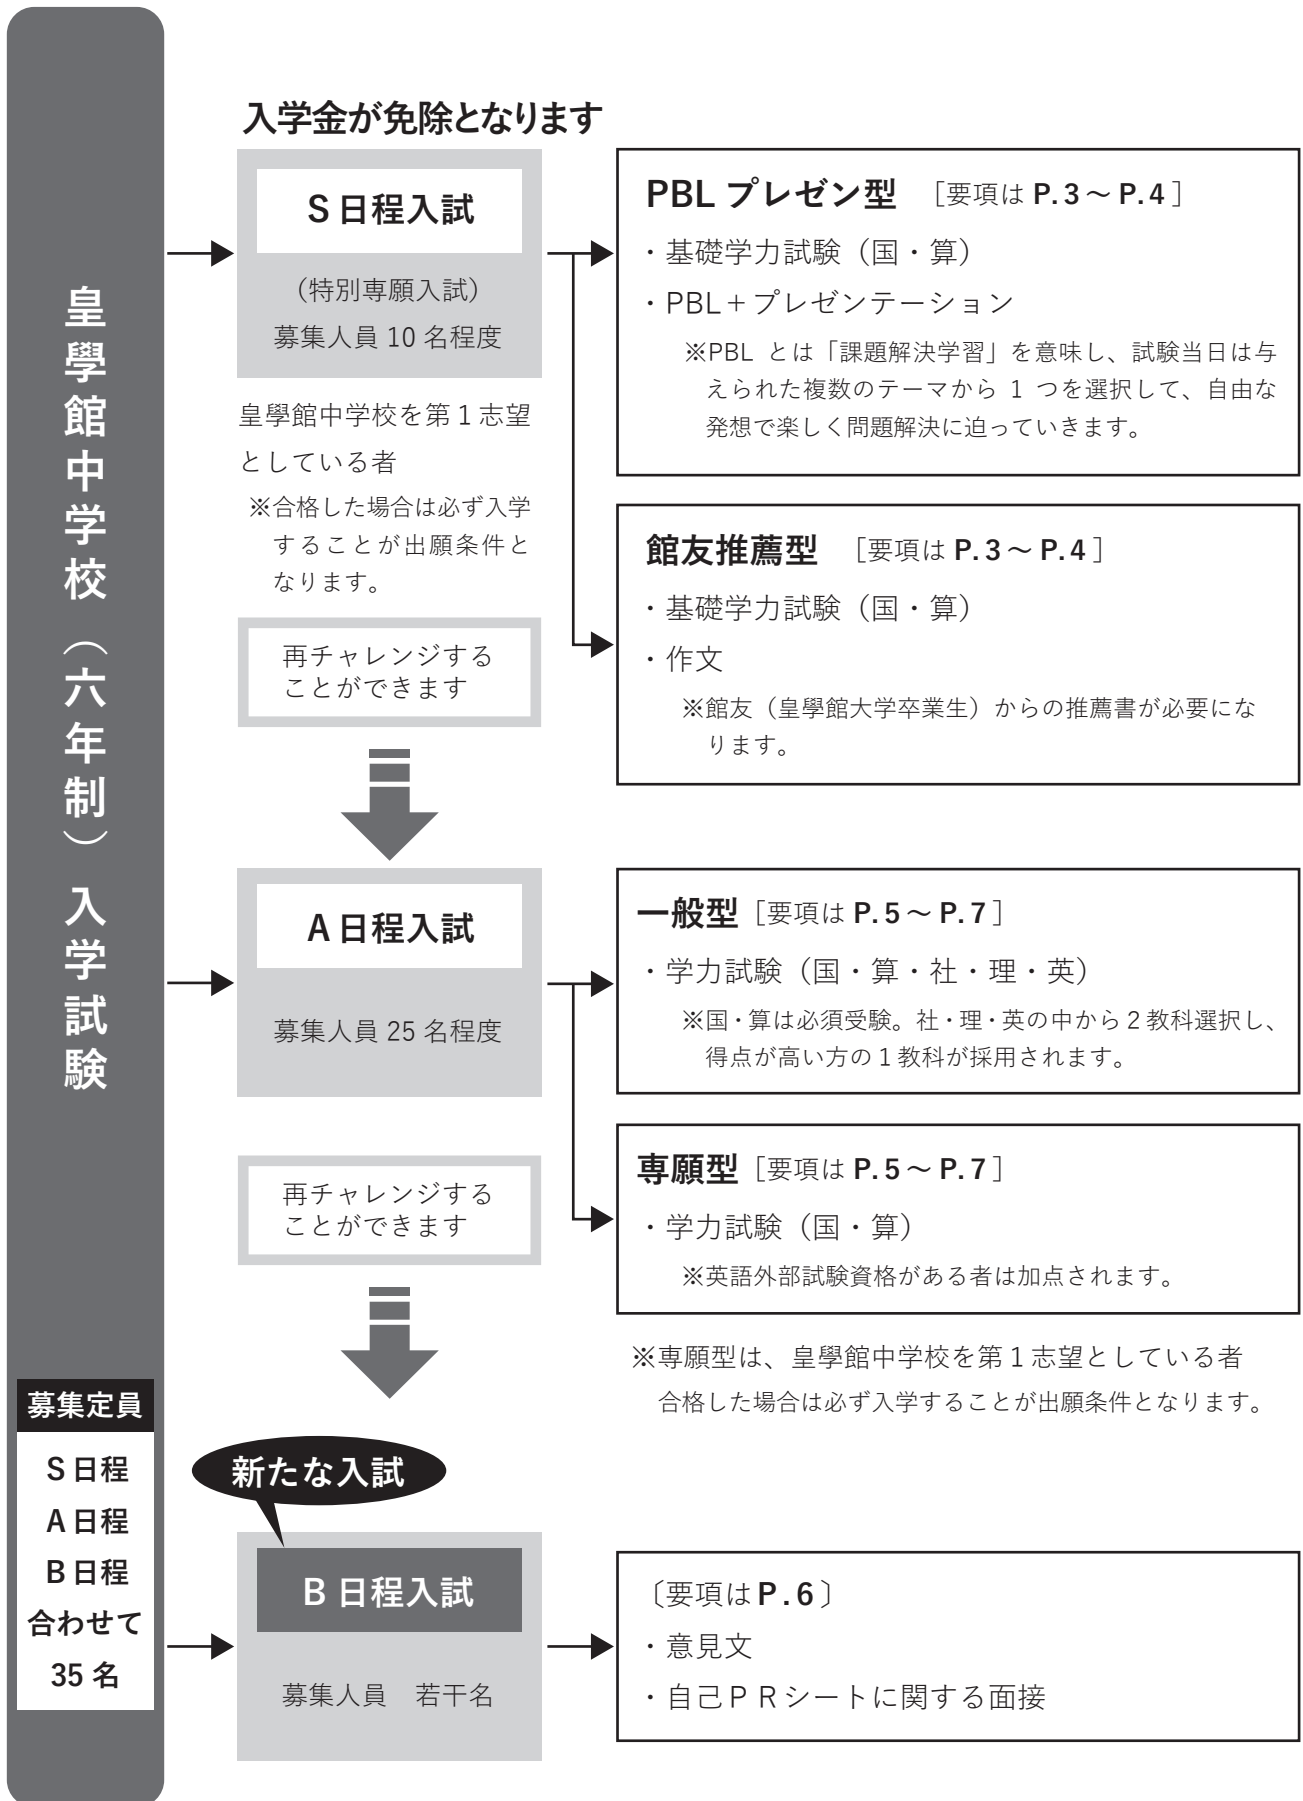 皇學館中学校（六年制）入学試験
募集定員
S日程
A日程
B日程
合わせて
35名
入学金が免除となります
S日程入試
（特別専願入試）
募集人員10名程度
皇學館中学校を第1志望
としている者
※合格した場合は必ず入学
することが出願条件と
なります。
再チャレンジする
ことができます
PBLプレゼン型　［要項はP.3～P.4］
・基礎学力試験（国・算）
・PBL＋プレゼンテーション
※PBLとは「課題解決学習」を意味し、試験当日は与
えられた複数のテーマから1つを選択して、自由な
発想で楽しく問題解決に迫っていきます。
館友推薦型　［要項はP.3～P.4］
・基礎学力試験（国・算）
・作文
※館友（皇學館大学卒業生）からの推薦書が必要にな
ります。
A日程入試
募集人員25名程度
再チャレンジする
ことができます
一般型［要項はP.5～P.7］
・学力試験（国・算・社・理・英）
※国・算は必須受験。社・理・英の中から2教科選択し、
得点が高い方の1教科が採用されます。
専願型［要項はP.5～P.7］
・学力試験（国・算）
※英語外部試験資格がある者は加点されます。
※専願型は、皇學館中学校を第1志望としている者
合格した場合は必ず入学することが出願条件となります。
新たな入試
B日程入試
募集人員　若干名
〔要項はP.6〕
・意見文
・自己ＰＲシートに関する面接